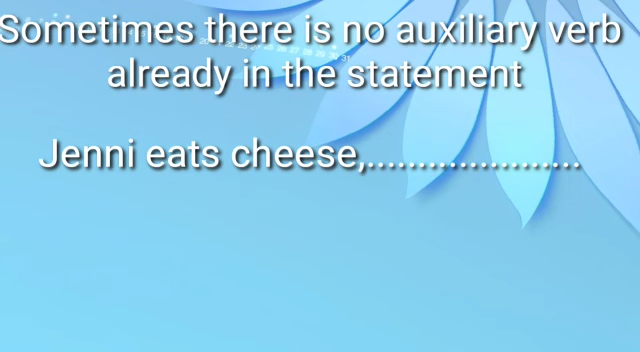 Sometimes there is no auxiliary verb
already in the statement
Jenni eats cheese,....................